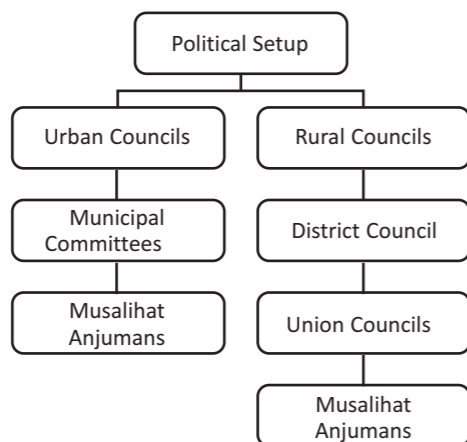 Political Setup
Urban Councils
Rural Councils
Municipal
Committees
District Council
Musalihat
Anjumans
Union Councils
Musalihat
Anjumans